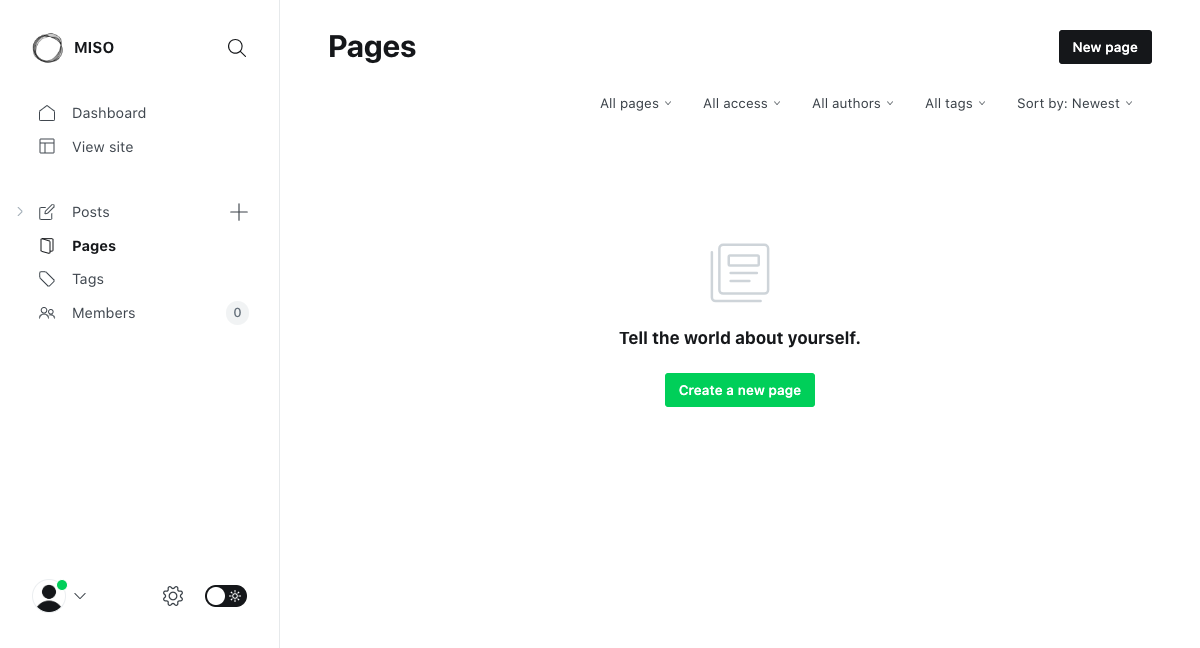 MISO
Dashboard
View site
Posts
Pages
Tags
Members 0
Pages
New page
All pages All access All authors All tags Sort by: Newest
Tell the world about yourself.
Create a new page